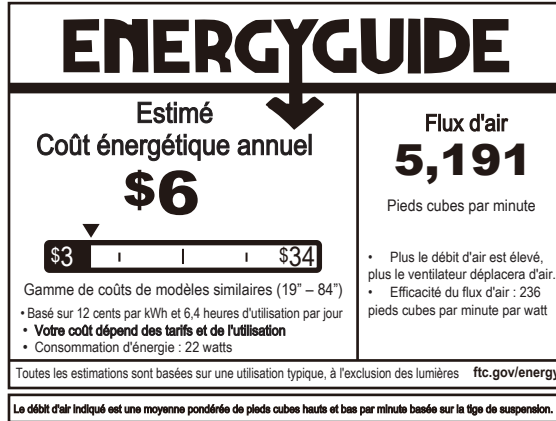 ENERGYGUIDE
Estimé
Coût énergétique annuel
$6
$3
$34
Gamme de coûts de modèles similaires (19” – 84”)
• Basé sur 12 cents par kWh et 6,4 heures d'utilisation par jour
• Votre coût dépend des tarifs et de l'utilisation
• Consommation d'énergie : 22 watts
Flux d'air
5,191
Pieds cubes par minute
• Plus le débit d'air est élevé,
plus le ventilateur déplacera d'air.
• Efficacité du flux d'air : 236
pieds cubes par minute par watt
Toutes les estimations sont basées sur une utilisation typique, à l'exclusion des lumières ftc.gov/energy
Le débit d'air indiqué est une moyenne pondérée de pieds cubes hauts et bas par minute basée sur la tige de suspension.